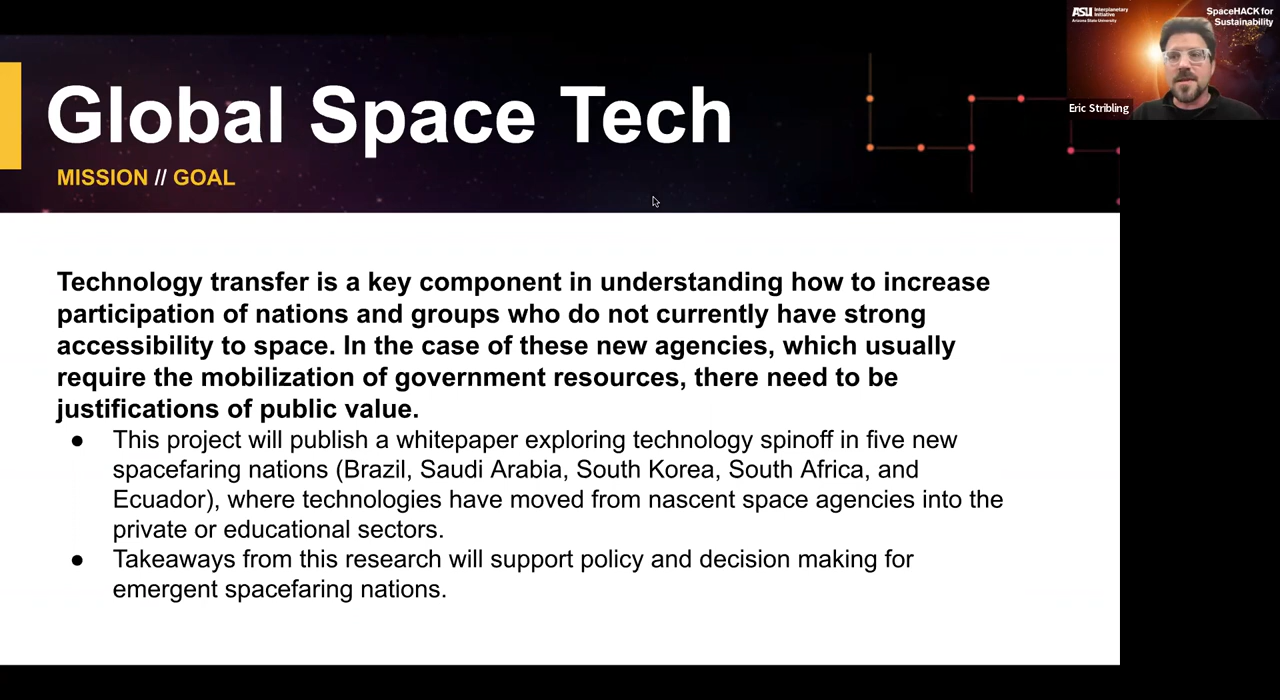 Global Space Tech
MISSION // GOAL
Technology transfer is a key component in understanding how to increase
participation of nations and groups who do not currently have strong
accessibility to space. In the case of these new agencies, which usually
require the mobilization of government resources, there need to be
justifications of public value.
● This project will publish a whitepaper exploring technology spinoff in five new
spacefaring nations (Brazil, Saudi Arabia, South Korea, South Africa, and
Ecuador), where technologies have moved from nascent space agencies into the
private or educational sectors.
● Takeaways from this research will support policy and decision making for
emergent spacefaring nations.
ASU Interplanetary
Initiative
Arizona State University
SpaceHACK for
Sustainability
Eric Stribling